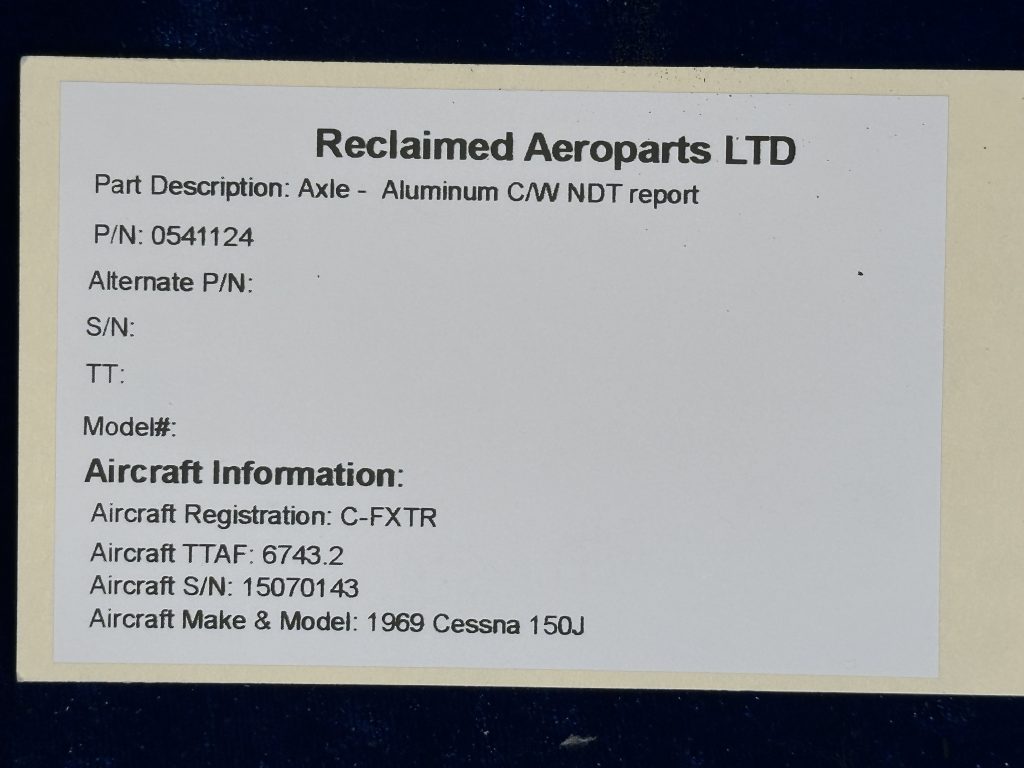 Reclaimed Aeroparts LTD
Part Description: Axle - Aluminum C/W NDT report
P/N: 0541124
Alternate P/N:
S/N:
TT:
Model#:
Aircraft Information:
Aircraft Registration: C-FXTR
Aircraft TTAF: 6743.2
Aircraft S/N: 15070143
Aircraft Make & Model: 1969 Cessna 150J